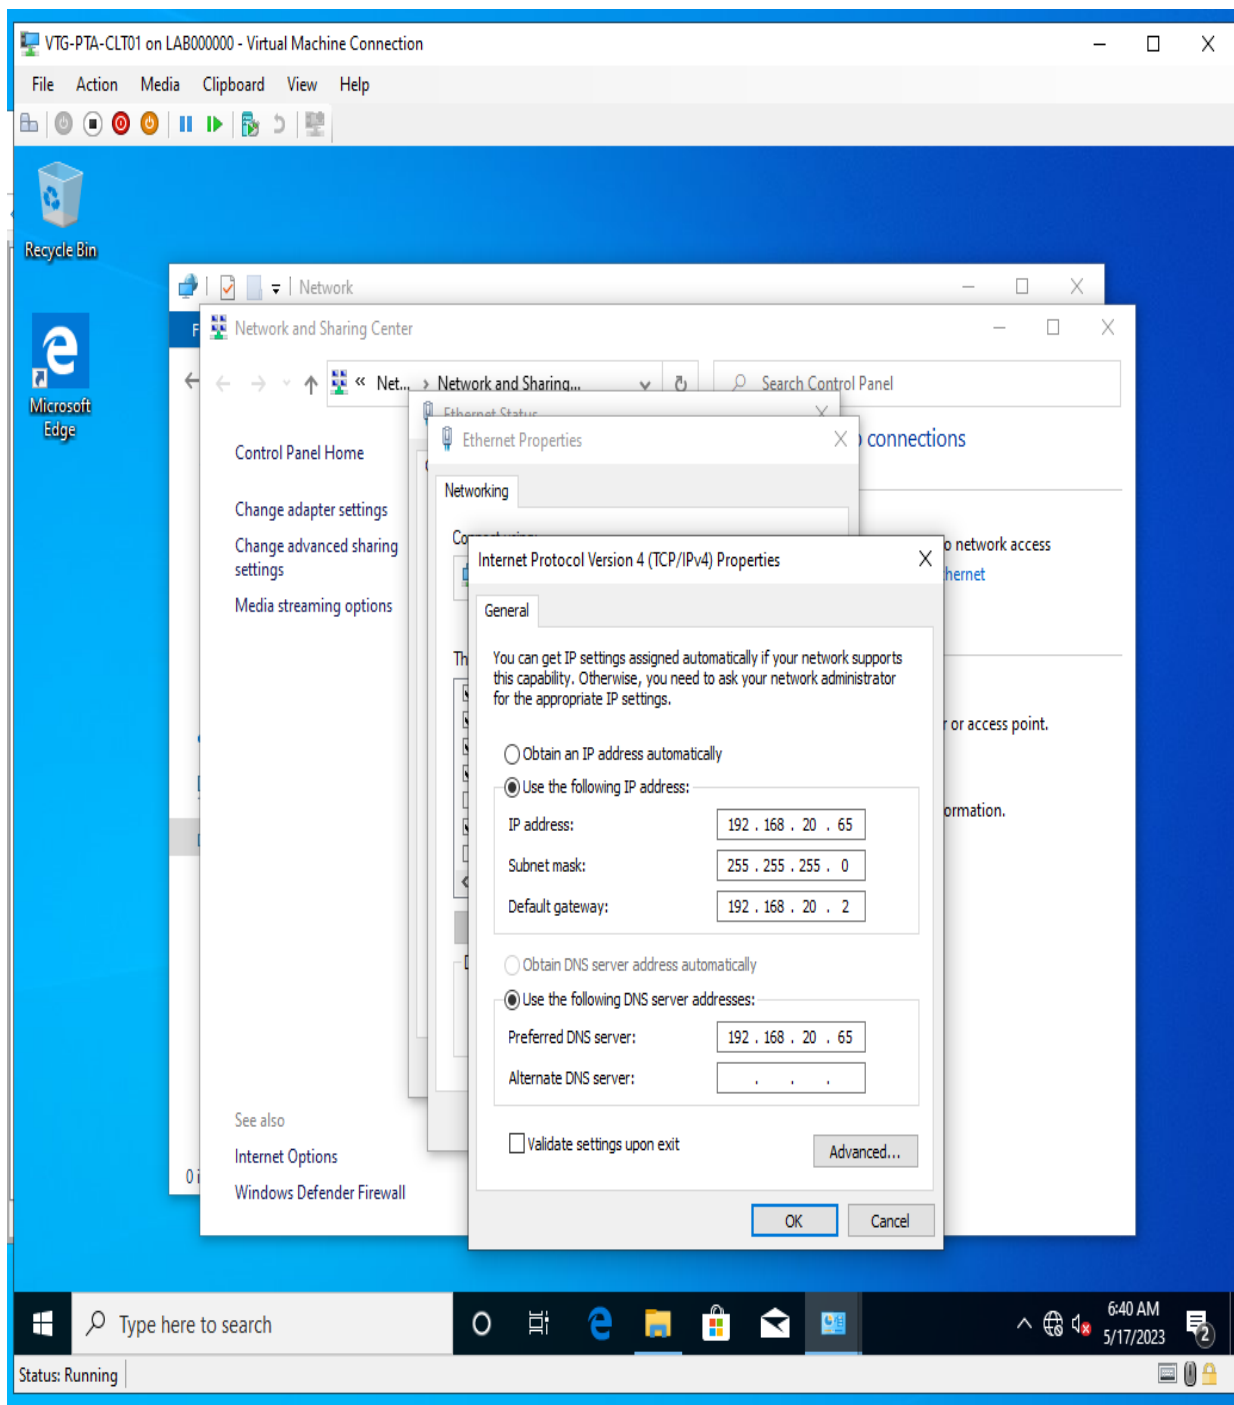 VTG-PTA-CLT01 on LAB000000 - Virtual Machine Connection
File Action Media Clipboard View Help
Recycle Bin
Microsoft
Edge
Network
Network and Sharing Center
« Net... > Network and Sharing...
Search Control Panel
Control Panel Home
Change adapter settings
Change advanced sharing
settings
Media streaming options
See also
Internet Options
Windows Defender Firewall
connections
network access
or access point.
Ethernet Status
Ethernet Properties
Networking
Internet Protocol Version 4 (TCP/IPv4) Properties
General
You can get IP settings assigned automatically if your network supports
this capability. Otherwise, you need to ask your network administrator
for the appropriate IP settings.
Obtain an IP address automatically
Use the following IP address:
IP address: 192 . 168 . 20 . 65
Subnet mask: 255 . 255 . 255 . 0
Default gateway: 192 . 168 . 20 . 2
Obtain DNS server address automatically
Use the following DNS server addresses:
Preferred DNS server: 192 . 168 . 20 . 65
Alternate DNS server: . . .
Validate settings upon exit
Advanced...
OK Cancel
Type here to search
6:40 AM
5/17/2023
2
Status: Running